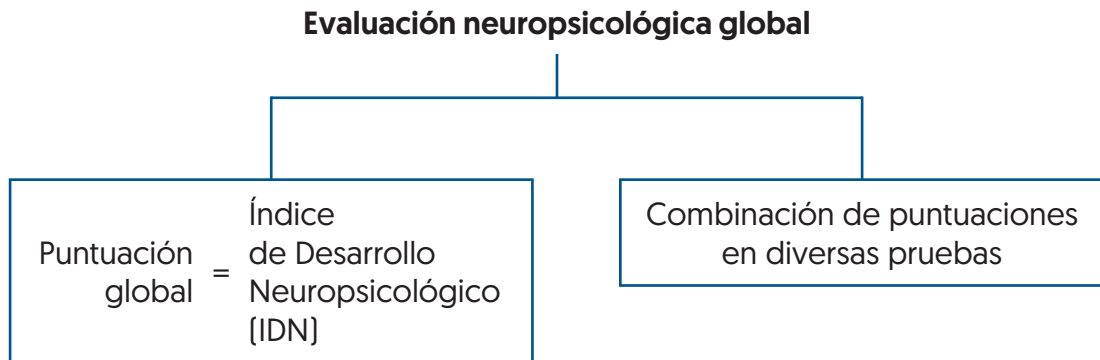 Evaluación neuropsicológica global
Puntuación
global
=
Índice
de Desarrollo
Neuropsicológico
(IDN)
Combinación de puntuaciones
en diversas pruebas